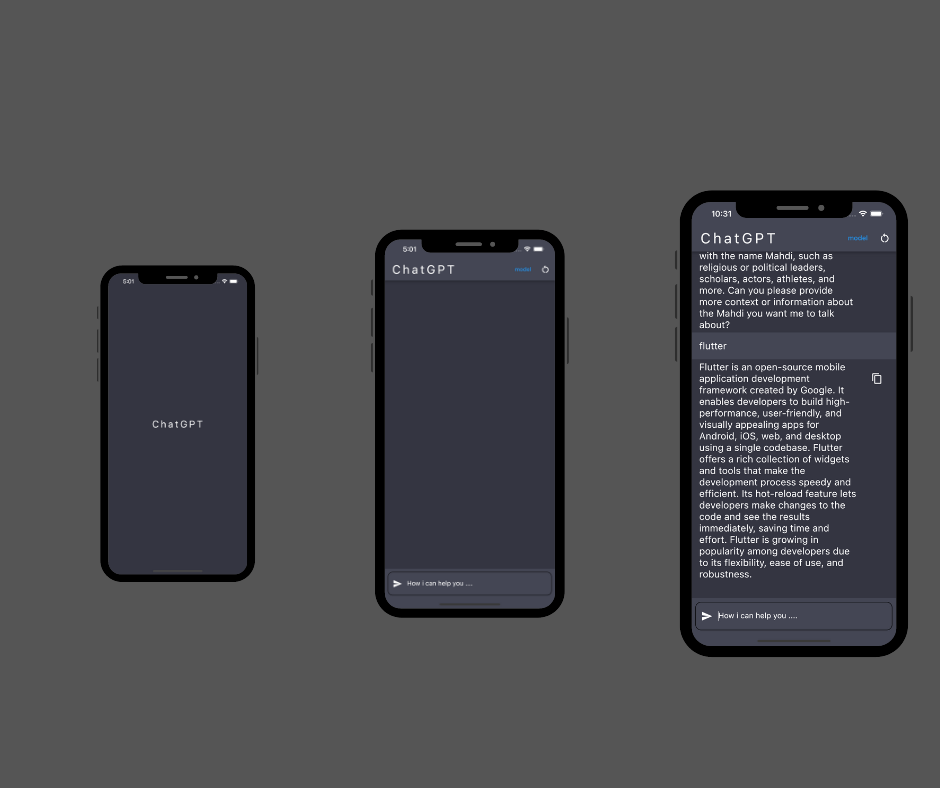 5:01
ChatGPT
5:01
ChatGPT
model
How i can help you ....
10:31
ChatGPT
model
with the name Mahdi, such as
religious or political leaders,
scholars, actors, athletes, and
more. Can you please provide
more context or information about
the Mahdi you want me to talk
about?
flutter
Flutter is an open-source mobile
application development
framework created by Google. It
enables developers to build high-
performance, user-friendly, and
visually appealing apps for
Android, iOS, web, and desktop
using a single codebase. Flutter
offers a rich collection of widgets
and tools that make the
development process speedy and
efficient. Its hot-reload feature lets
developers make changes to the
code and see the results
immediately, saving time and
effort. Flutter is growing in
popularity among developers due
to its flexibility, ease of use, and
robustness.
How i can help you ....